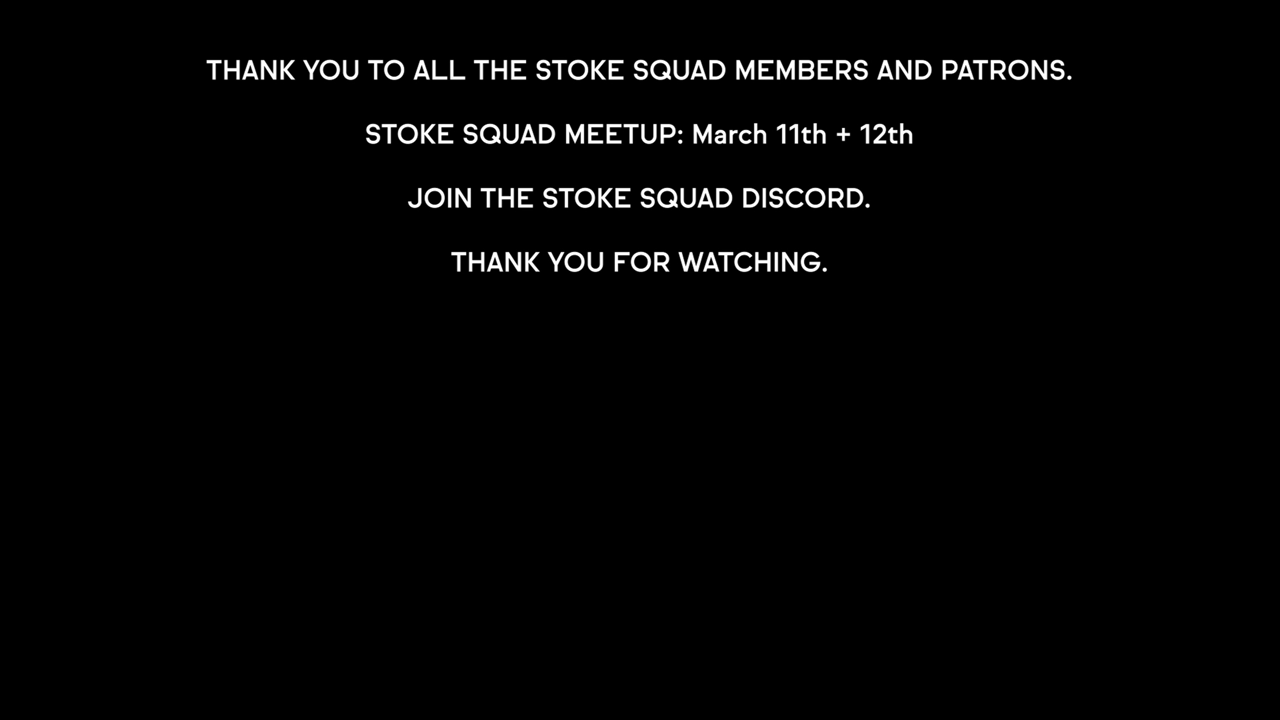 THANK YOU TO ALL THE STOKE SQUAD MEMBERS AND PATRONS.
STOKE SQUAD MEETUP: March 11th + 12th
JOIN THE STOKE SQUAD DISCORD.
THANK YOU FOR WATCHING.